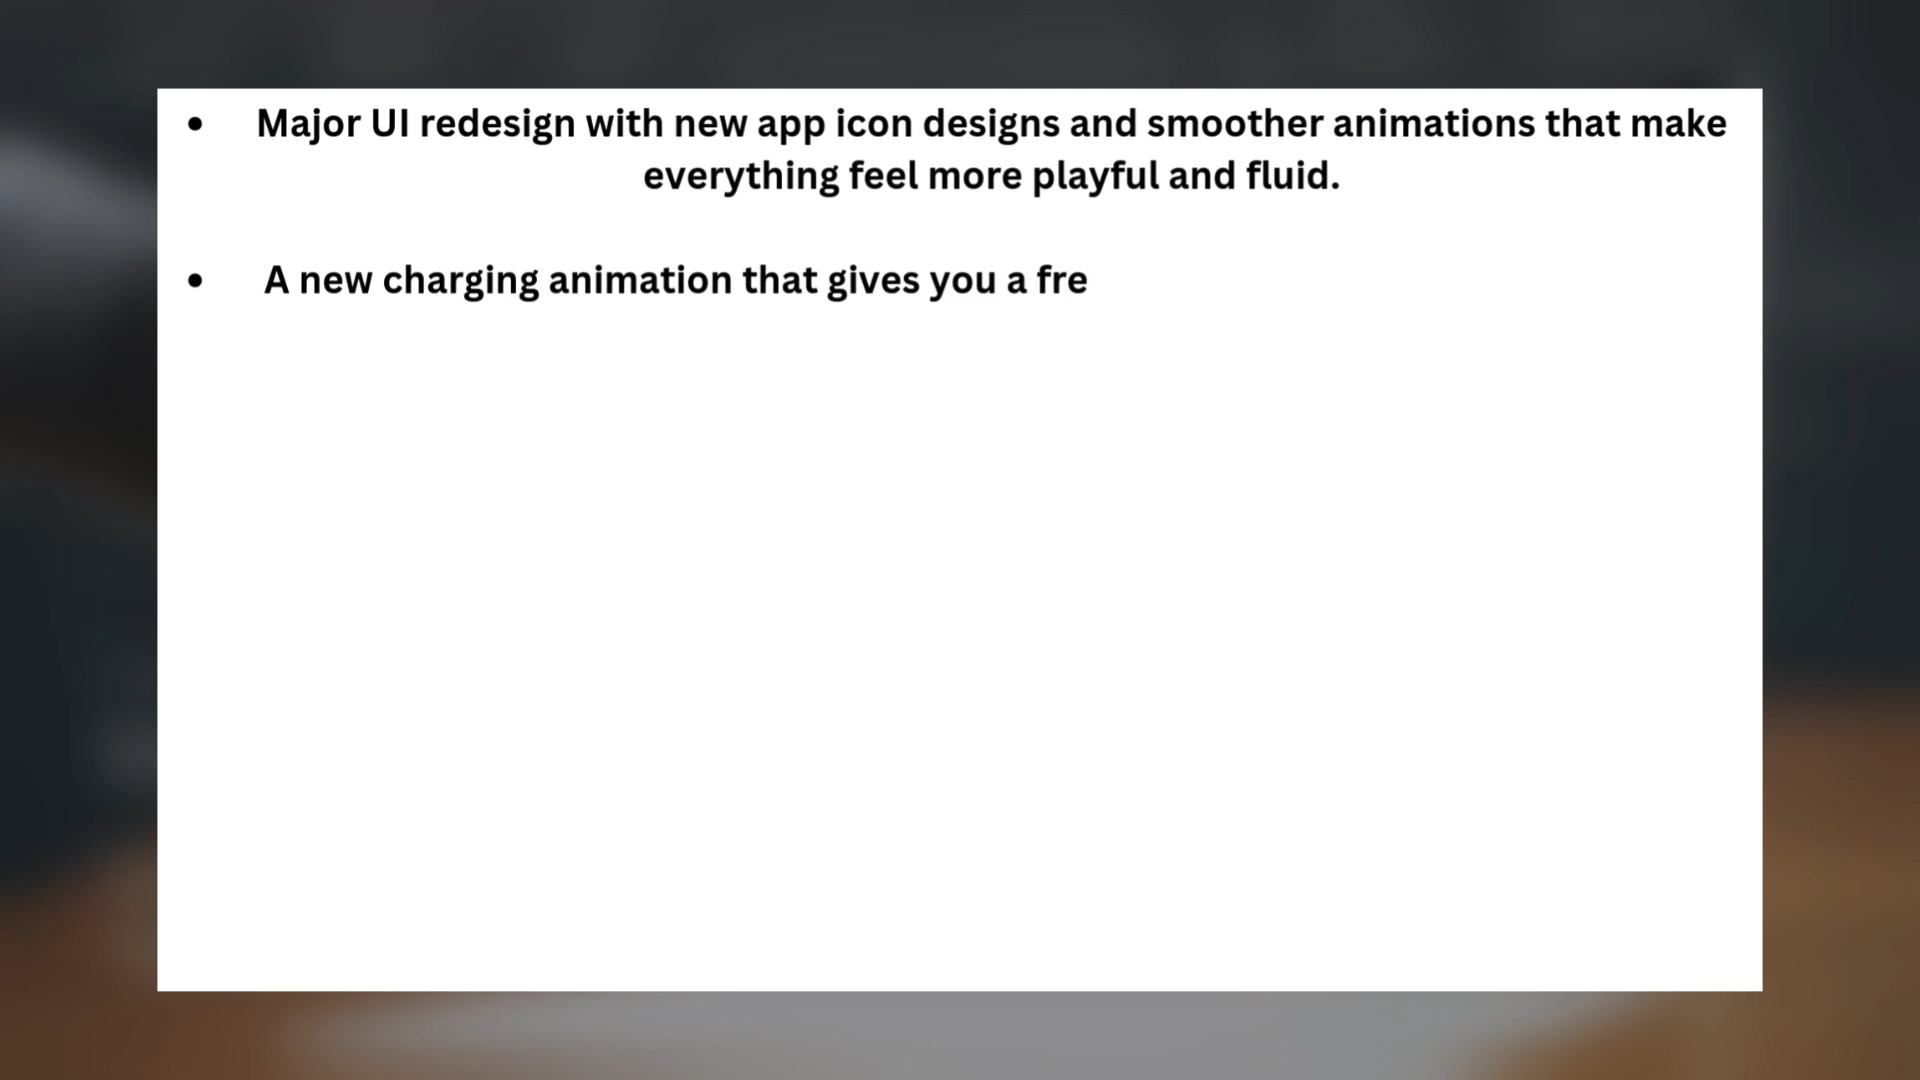 • Major UI redesign with new app icon designs and smoother animations that make
everything feel more playful and fluid.
• A new charging animation that gives you a fre